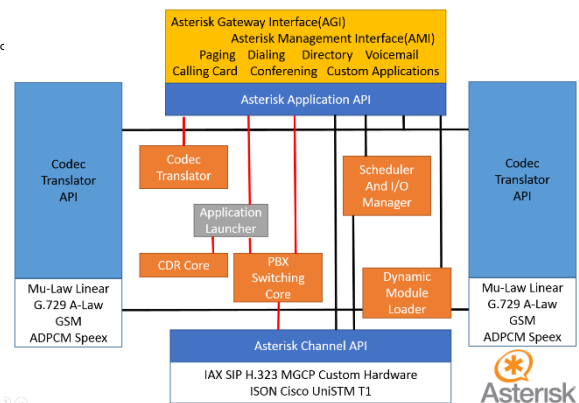 Asterisk Gateway Interface(AGI)
Asterisk Management Interface(AMI)
Paging Dialing Directory Voicemail
Calling Card Conferening Custom Applications
Asterisk Application API
Codec
Translator
API
Mu-Law Linear
G.729 A-Law
GSM
ADPCM Speex
Codec
Translator
Application
Launcher
CDR Core
PBX
Switching
Core
Scheduler
And I/O
Manager
Dynamic
Module
Loader
Codec
Translator
API
Mu-Law Linear
G.729 A-Law
GSM
ADPCM Speex
Asterisk Channel API
IAX SIP H.323 MGCP Custom Hardware
ISON Cisco UniSTM T1
Asterisk